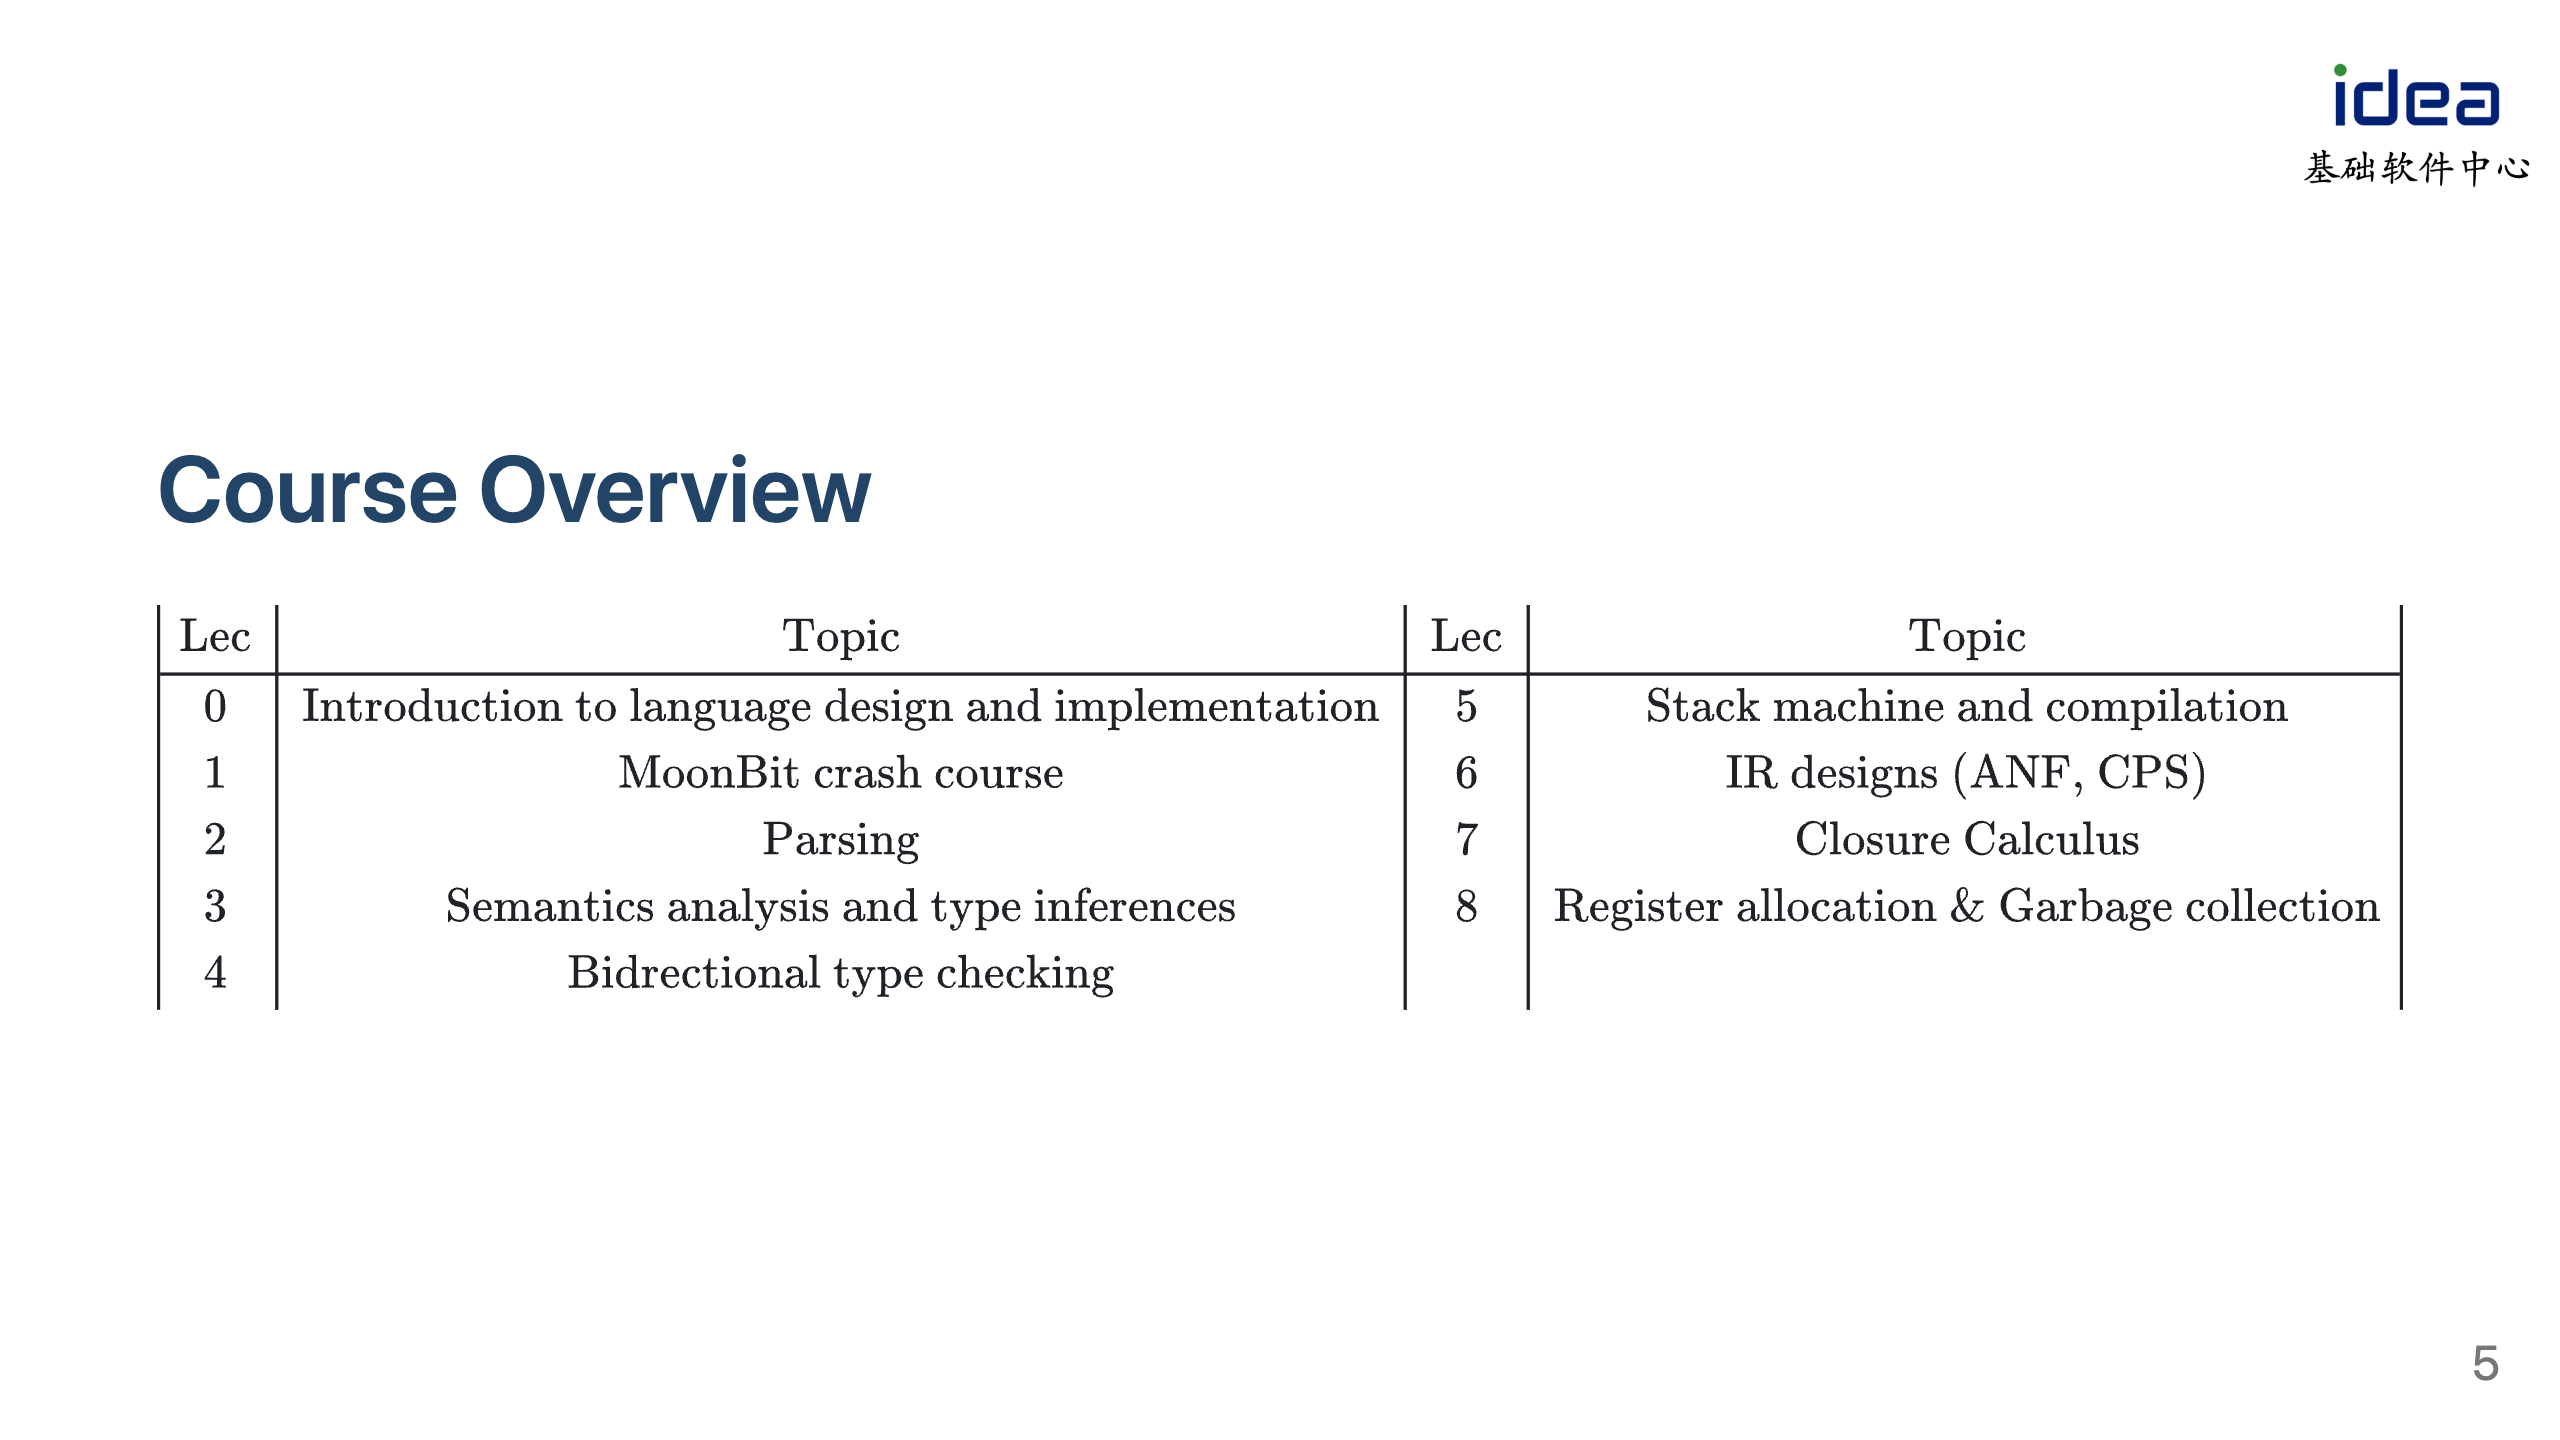 idea
基础软件中心
Course Overview
Lec Topic Lec Topic
0 Introduction to language design and implementation 5 Stack machine and compilation
1 MoonBit crash course 6 IR designs (ANF, CPS)
2 Parsing 7 Closure Calculus
3 Semantics analysis and type inferences 8 Register allocation & Garbage collection
4 Bidrectional type checking
5